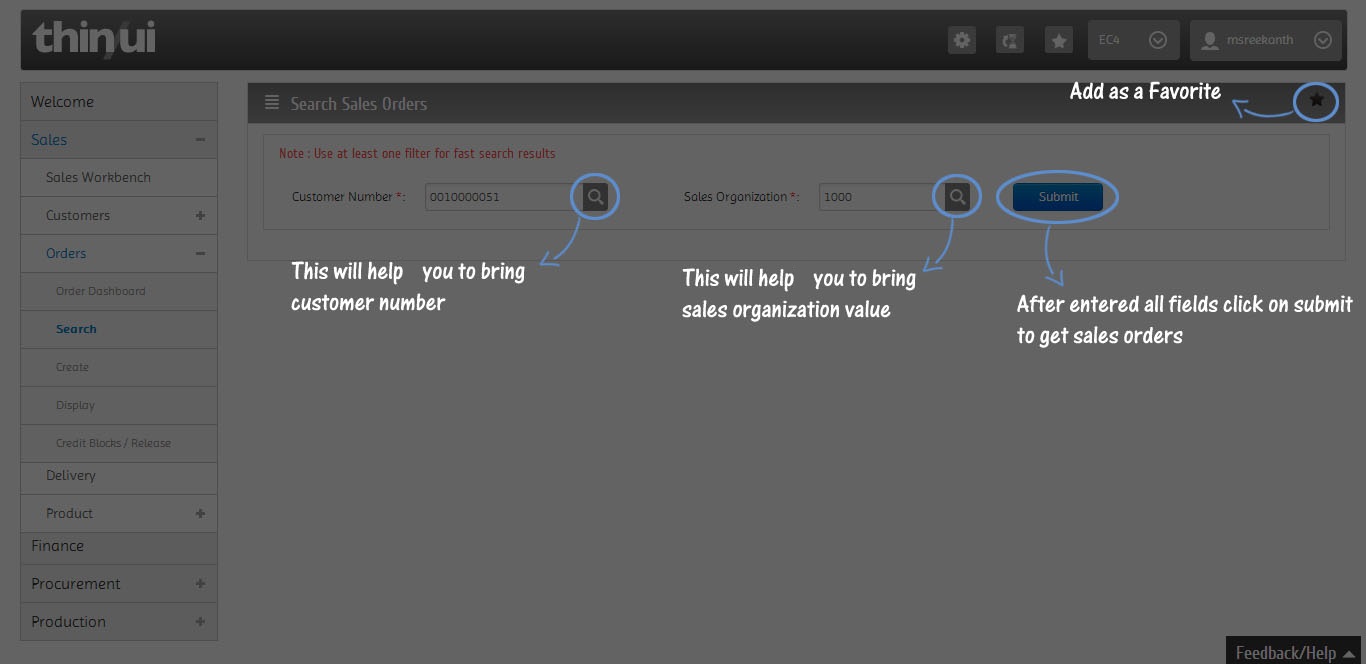 thin/ui
EC4
msreekanth
Welcome
Sales
Sales Workbench
Customers
Orders
Order Dashboard
Search
Create
Display
Credit Blocks / Release
Delivery
Product
Finance
Procurement
Production
Search Sales Orders
Add as a Favorite
Note : Use at least one filter for fast search results
Customer Number *:
0010000051
Sales Organization *:
1000
Submit
This will help you to bring
customer number
This will help you to bring
sales organization value
After entered all fields click on submit
to get sales orders
Feedback/Help